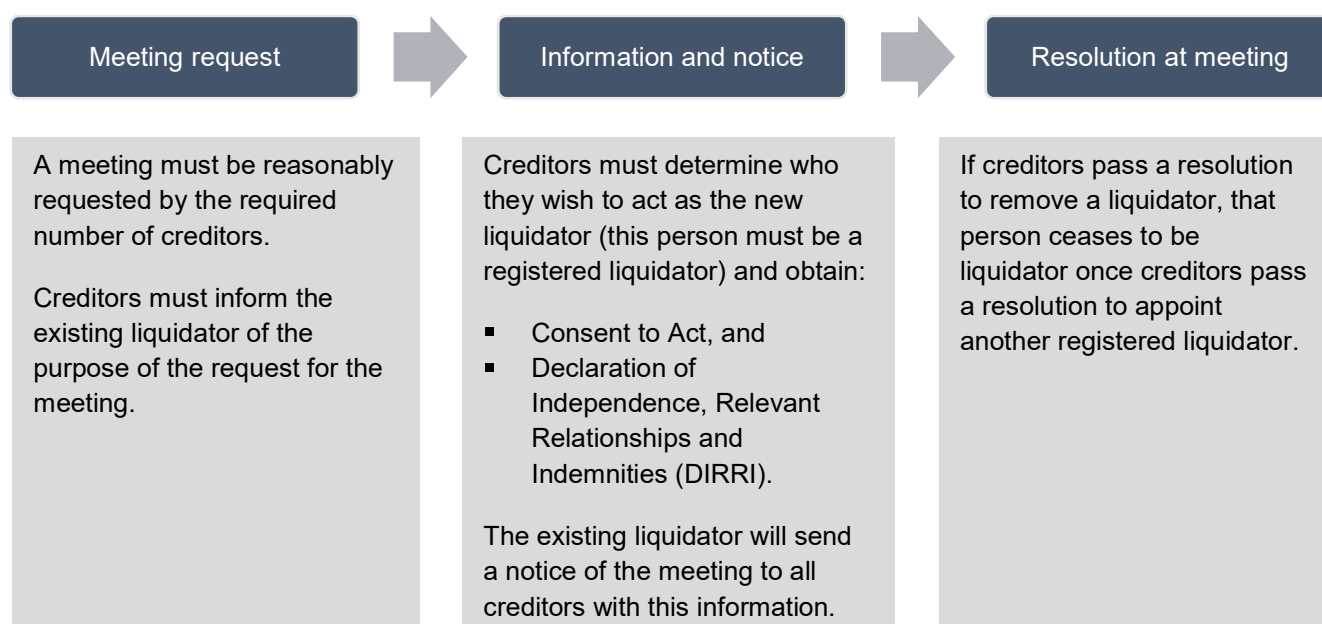 Meeting request
Information and notice
Resolution at meeting
A meeting must be reasonably
requested by the required
number of creditors.
Creditors must inform the
existing liquidator of the
purpose of the request for the
meeting.
Creditors must determine who
they wish to act as the new
liquidator (this person must be a
registered liquidator) and obtain:
▪ Consent to Act, and
▪ Declaration of
Independence, Relevant
Relationships and
Indemnities (DIRRI).
The existing liquidator will send
a notice of the meeting to all
creditors with this information.
If creditors pass a resolution
to remove a liquidator, that
person ceases to be
liquidator once creditors pass
a resolution to appoint
another registered liquidator.